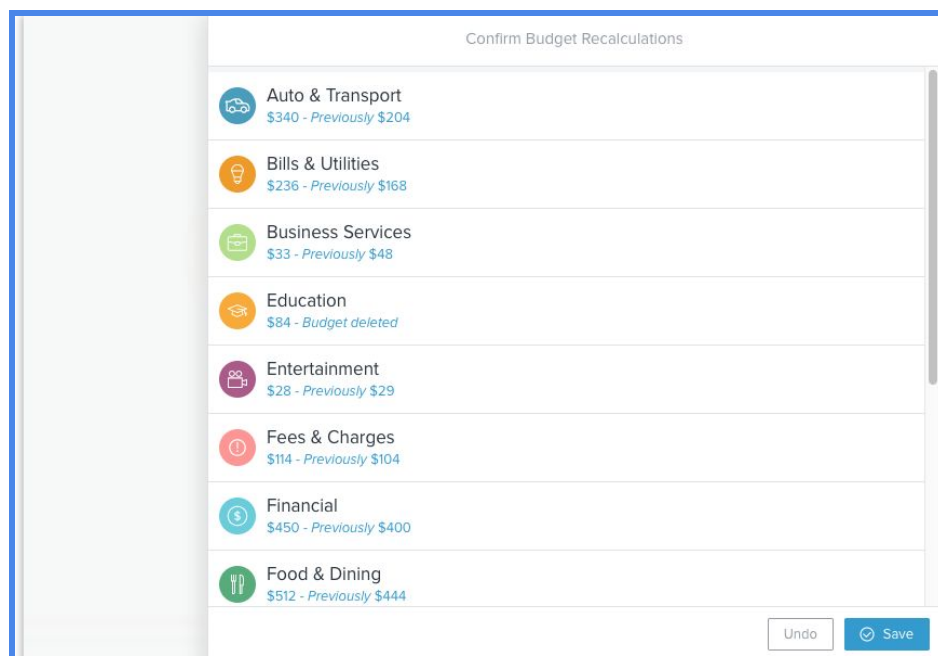 Confirm Budget Recalculations
Auto & Transport
$340 - Previously $204
Bills & Utilities
$236 - Previously $168
Business Services
$33 - Previously $48
Education
$84 - Budget deleted
Entertainment
$28 - Previously $29
Fees & Charges
$114 - Previously $104
Financial
$450 - Previously $400
Food & Dining
$512 - Previously $444
Undo
Save